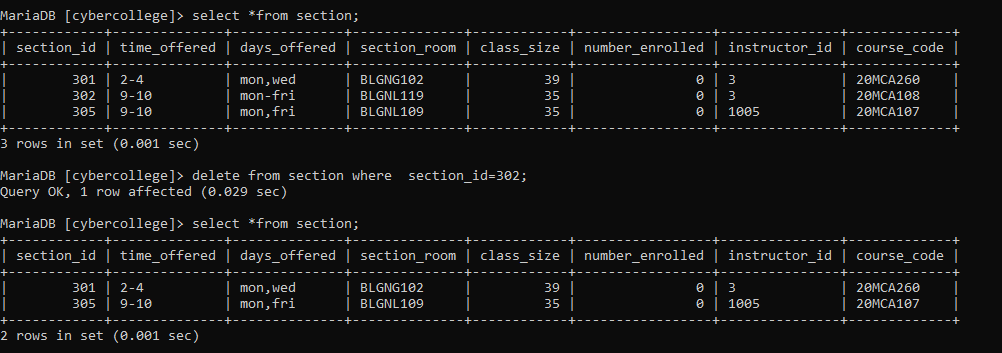 MariaDB [cybercollege]> select *from section;
+------------+--------------+--------------+--------------+------------+-----------------+---------------+-------------+
| section_id | time_offered | days_offered | section_room | class_size | number_enrolled | instructor_id | course_code |
+------------+--------------+--------------+--------------+------------+-----------------+---------------+-------------+
|        301 | 2-4          | mon,wed      | BLGNG102     |         39 |               0 | 3             | 20MCA260    |
|        302 | 9-10         | mon-fri      | BLGNL119     |         35 |               0 | 3             | 20MCA108    |
|        305 | 9-10         | mon,fri      | BLGNL109     |         35 |               0 | 1005          | 20MCA107    |
+------------+--------------+--------------+--------------+------------+-----------------+---------------+-------------+
3 rows in set (0.001 sec)
MariaDB [cybercollege]> delete from section where  section_id=302;
Query OK, 1 row affected (0.029 sec)
MariaDB [cybercollege]> select *from section;
+------------+--------------+--------------+--------------+------------+-----------------+---------------+-------------+
| section_id | time_offered | days_offered | section_room | class_size | number_enrolled | instructor_id | course_code |
+------------+--------------+--------------+--------------+------------+-----------------+---------------+-------------+
|        301 | 2-4          | mon,wed      | BLGNG102     |         39 |               0 | 3             | 20MCA260    |
|        305 | 9-10         | mon,fri      | BLGNL109     |         35 |               0 | 1005          | 20MCA107    |
+------------+--------------+--------------+--------------+------------+-----------------+---------------+-------------+
2 rows in set (0.001 sec)